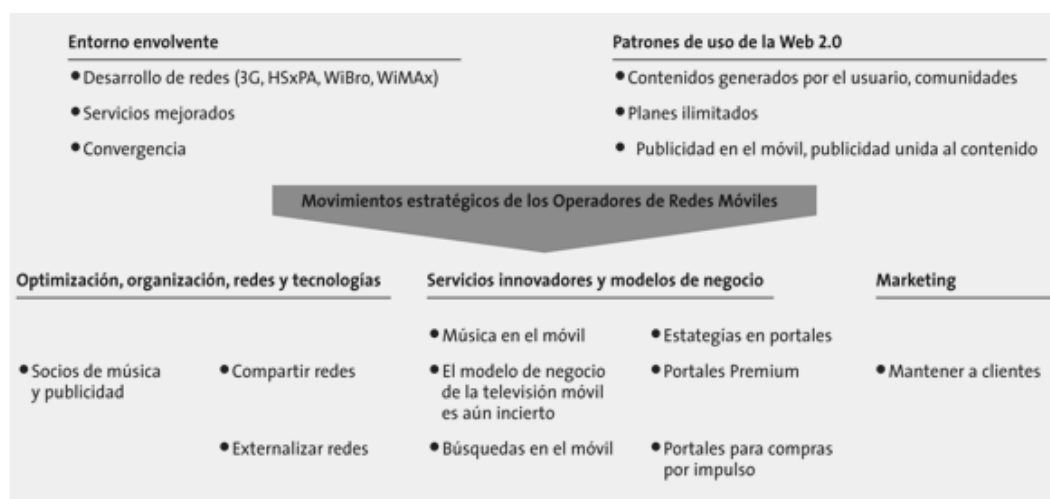 Entorno envolvente
• Desarrollo de redes (3G, HSxPA, WiBro, WiMAx)
• Servicios mejorados
• Convergencia
Patrones de uso de la Web 2.0
• Contenidos generados por el usuario, comunidades
• Planes ilimitados
• Publicidad en el móvil, publicidad unida al contenido
Movimientos estratégicos de los Operadores de Redes Móviles
Optimización, organización, redes y tecnologías
• Socios de música
y publicidad
• Compartir redes
• Externalizar redes
Servicios innovadores y modelos de negocio
• Música en el móvil
• El modelo de negocio
de la televisión móvil
es aún incierto
• Búsquedas en el móvil
• Estategías en portales
• Portales Premium
• Portales para compras
por impulso
Marketing
• Mantener a clientes